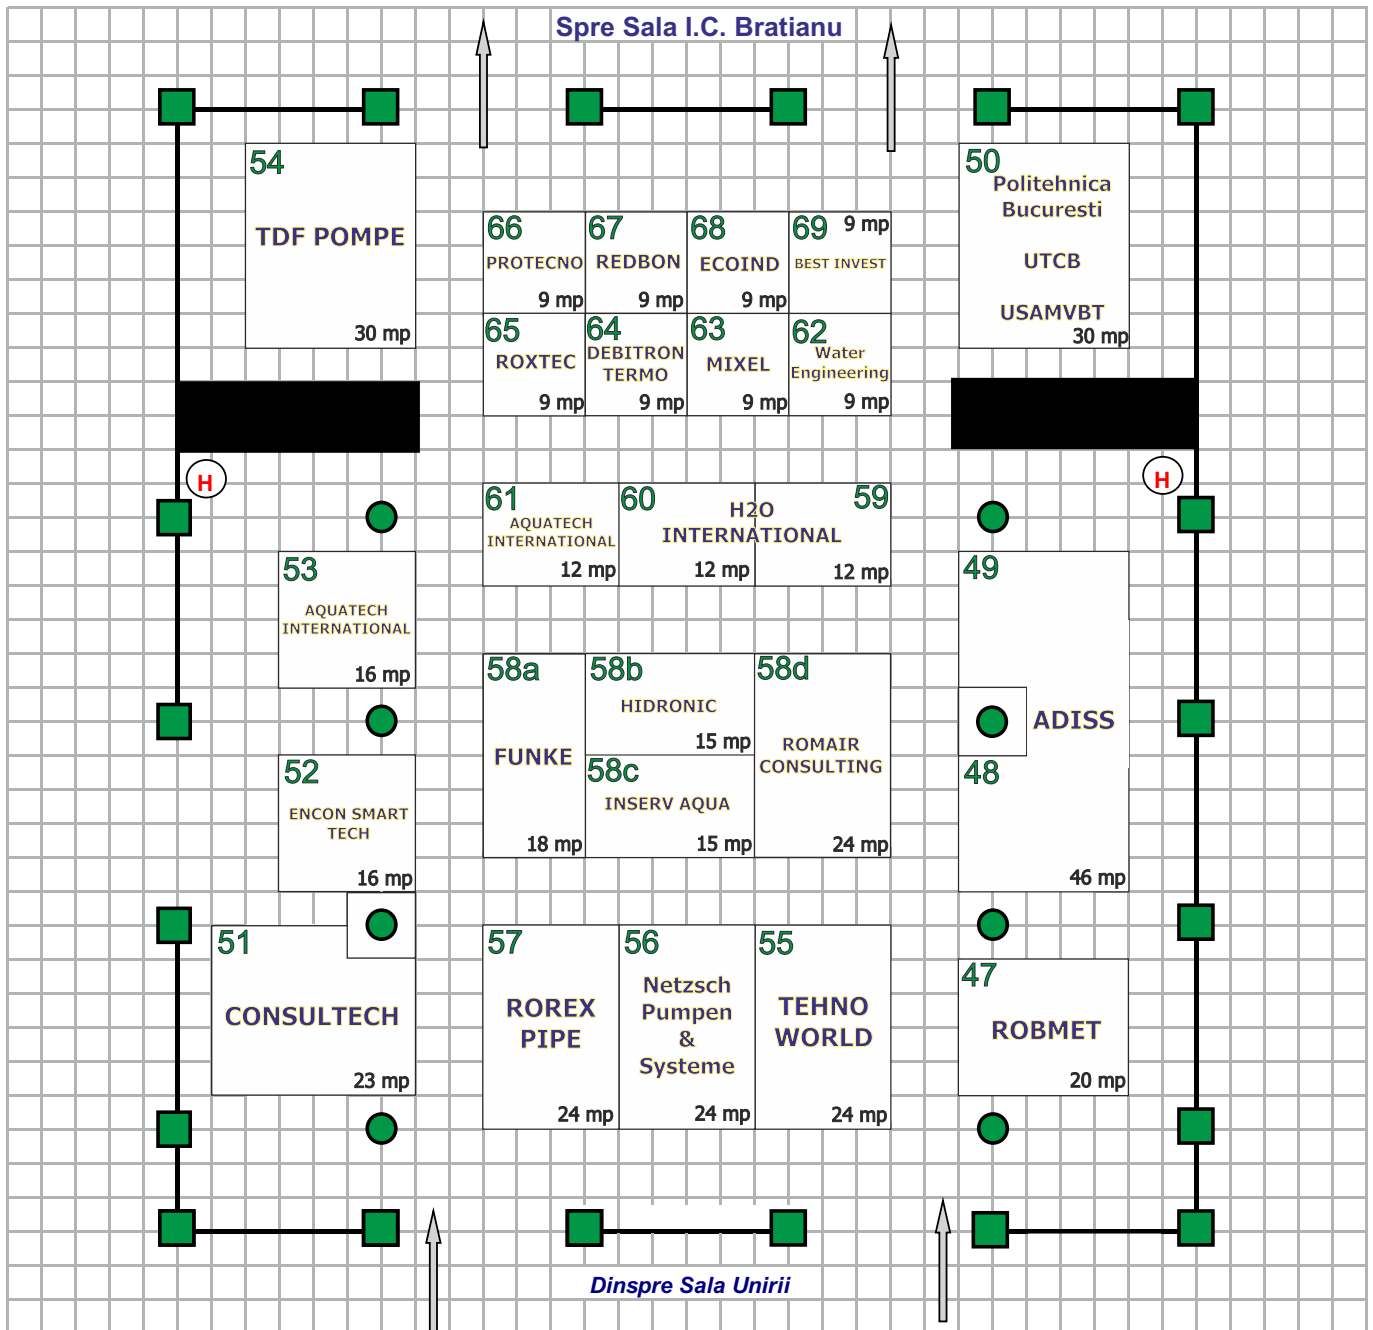 Spre Sala I.C. Bratianu
54
TDF POMPE
30 mp
66
PROTECNO
9 mp
67
REDBON
9 mp
68
ECOIND
9 mp
69
9 mp
BEST INVEST
50
Politehnica
Bucuresti
UTCB
USAMVBT
30 mp
65
ROXTEC
9 mp
64
DEBITRON
TERMO
9 mp
63
MIXEL
9 mp
62
Water
Engineering
9 mp
H
H
61
AQUATECH
INTERNATIONAL
12 mp
60
59
H2O
INTERNATIONAL
12 mp
12 mp
53
AQUATECH
INTERNATIONAL
16 mp
49
ADISS
48
46 mp
58a
FUNKE
18 mp
58b
HIDRONIC
15 mp
58c
INSERV AQUA
15 mp
58d
ROMAIR
CONSULTING
24 mp
52
ENCON SMART
TECH
16 mp
51
CONSULTECH
23 mp
57
ROREX
PIPE
24 mp
56
Netzsch
Pumpen
&
Systeme
24 mp
55
TEHNO
WORLD
24 mp
47
ROBMET
20 mp
Dinspre Sala Unirii